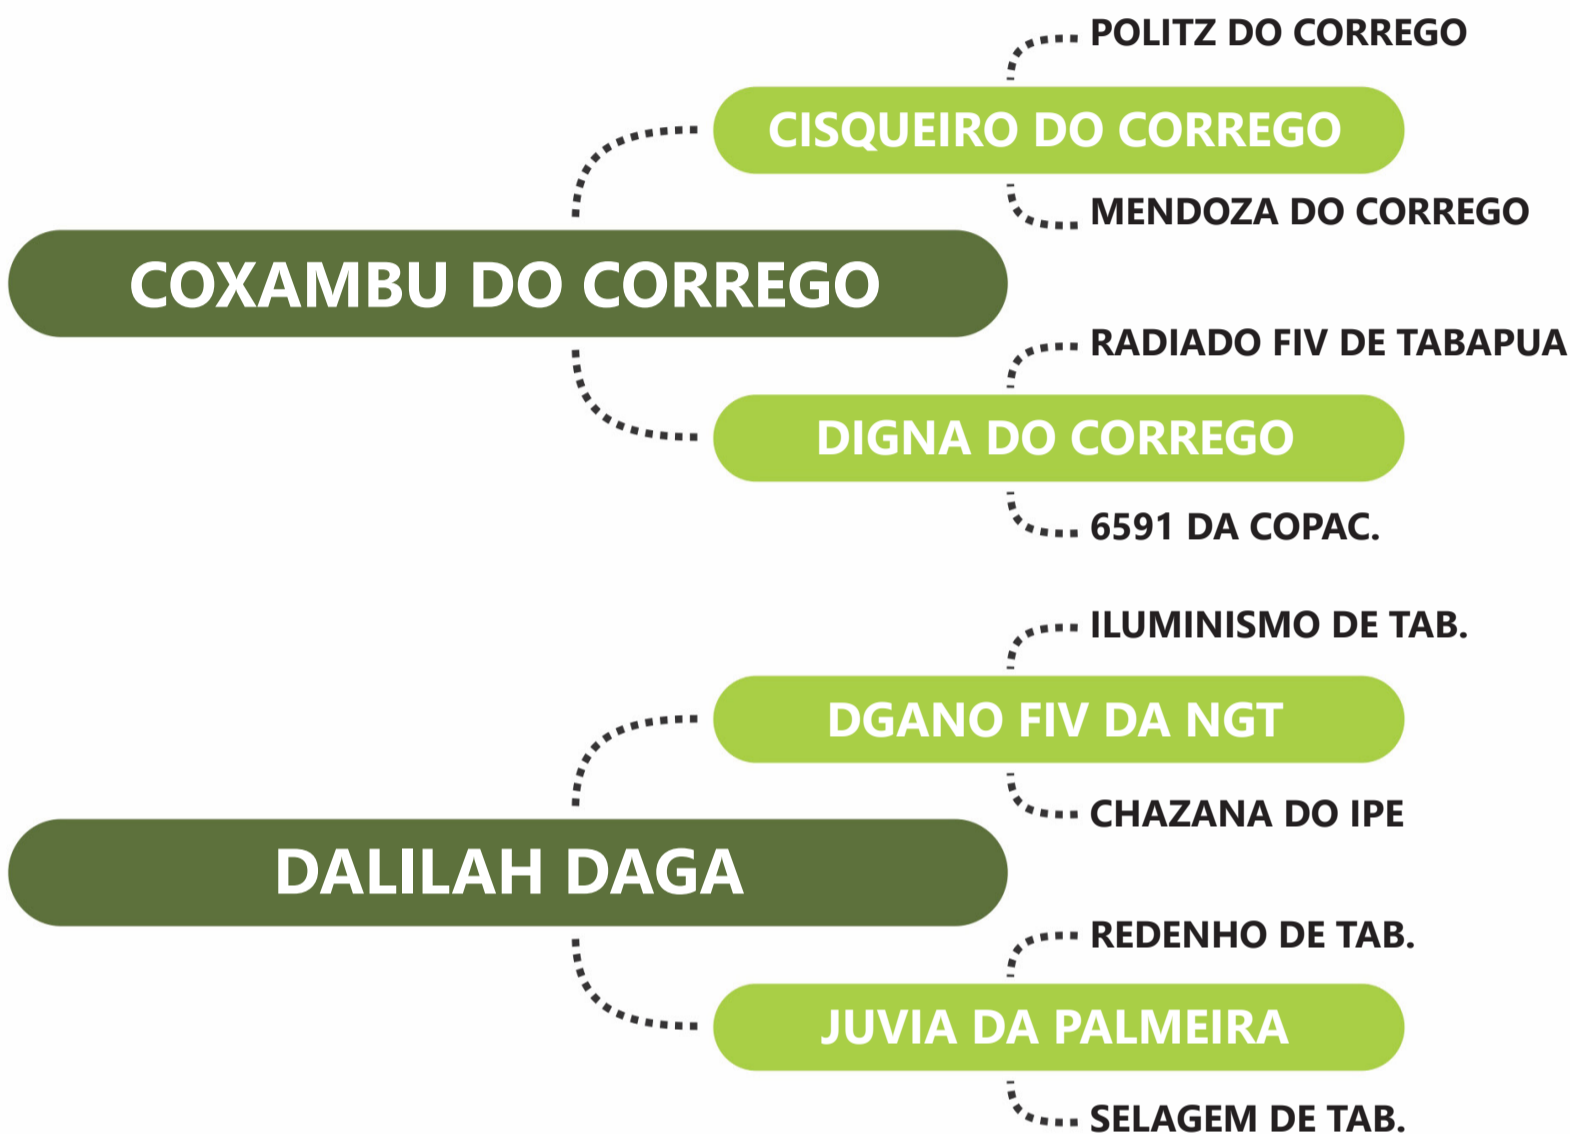 POLITZ DO CORREGO
CISQUEIRO DO CORREGO
MENDOZA DO CORREGO
COXAMBU DO CORREGO
RADIADO FIV DE TABAPUA
DIGNA DO CORREGO
6591 DA COPAC.
ILUMINISMO DE TAB.
DGANO FIV DA NGT
CHAZANA DO IPE
DALILAH DAGA
REDENHO DE TAB.
JUVIA DA PALMEIRA
SELAGEM DE TAB.